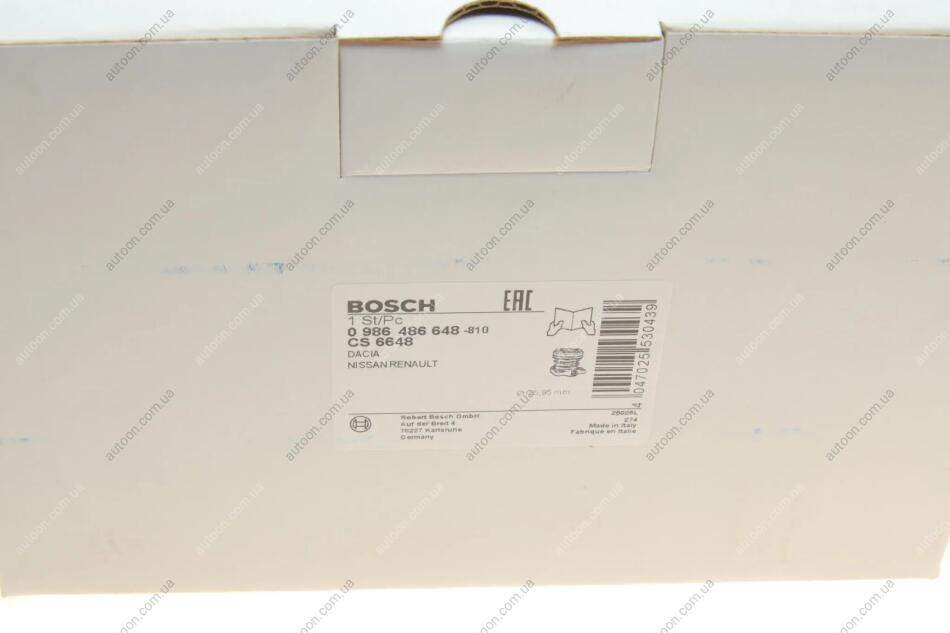 BOSCH
EAC
1 St/Pc
0 986 486 648 -810
CS 6648
DACIA
NISSAN RENAULT
4 047025 530439
Robert Bosch GmbH
Auf der Breit 4
76227 Karlsruhe
Germany
274
Made in Italy
Fabriqué en Italie
autoon.com.ua